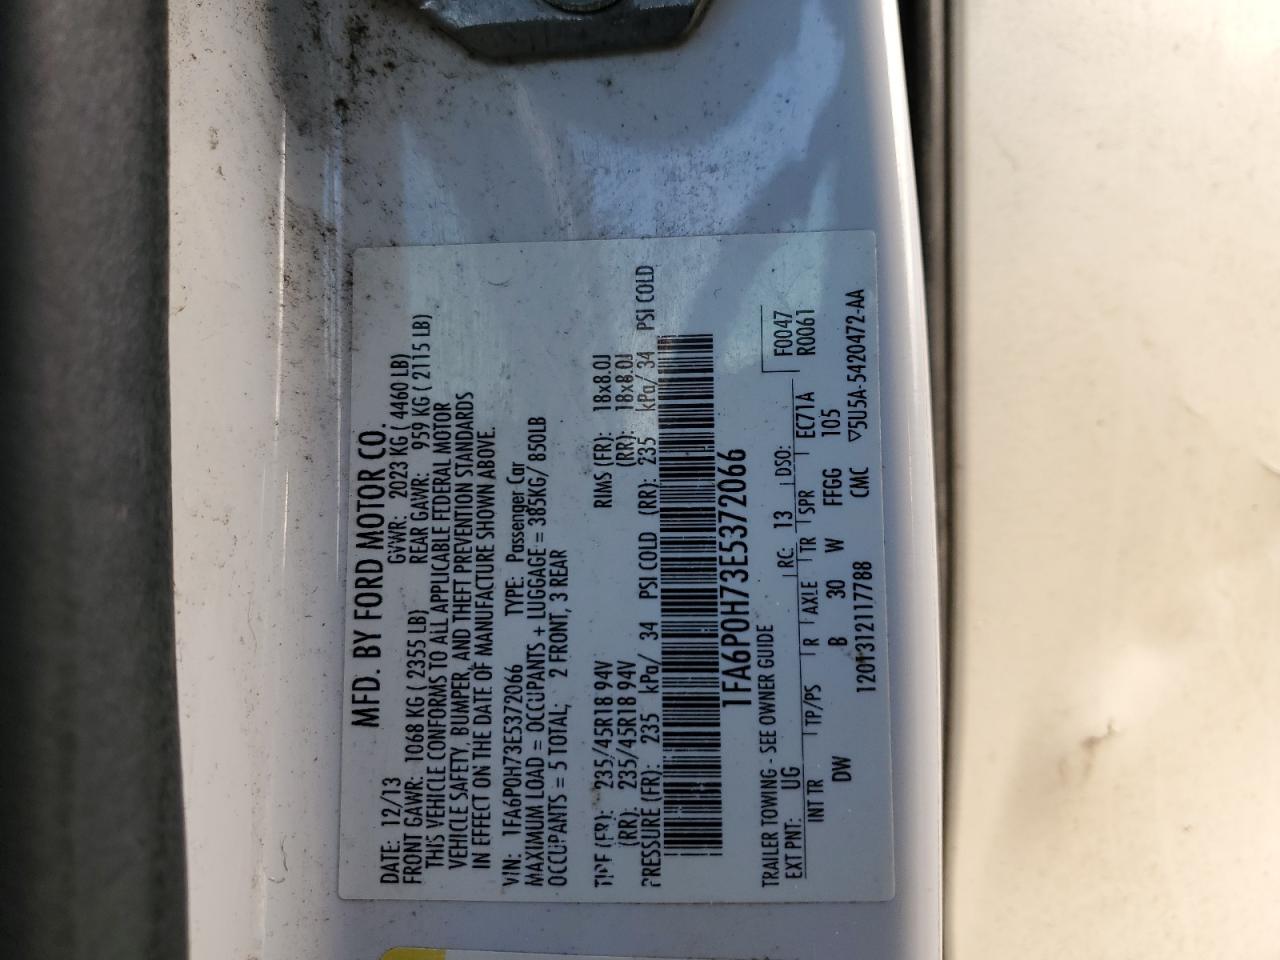 MFD. BY FORD MOTOR CO.
DATE: 12/13 GVWR: 2023 KG ( 4460 LB)
FRONT GAWR: 1068 KG ( 2355 LB) REAR GAWR: 959 KG ( 2115 LB)
THIS VEHICLE CONFORMS TO ALL APPLICABLE FEDERAL MOTOR
VEHICLE SAFETY, BUMPER, AND THEFT PREVENTION STANDARDS
IN EFFECT ON THE DATE OF MANUFACTURE SHOWN ABOVE.
VIN: 1FA6P0H73E5372066 TYPE: Passenger Car
MAXIMUM LOAD = OCCUPANTS + LUGGAGE = 385KG/ 850LB
OCCUPANTS = 5 TOTAL; 2 FRONT, 3 REAR
TIRE (FR): 235/45R18 94V RIMS (FR): 18x8.0J
(RR): 235/45R18 94V (RR): 18x8.0J
PRESSURE (FR): 235 kPa/ 34 PSI COLD (RR): 235 kPa/ 34 PSI COLD
1FA6P0H73E5372066
TRAILER TOWING - SEE OWNER GUIDE F0047
EXT PNT: UG RC: 13 DSO: R0061
INT TR TP/PS R AXLE TR SPR EC71A
DW B 30 W FFGG 105
1201312117788 CMC ▽5U5A-5420472-AA